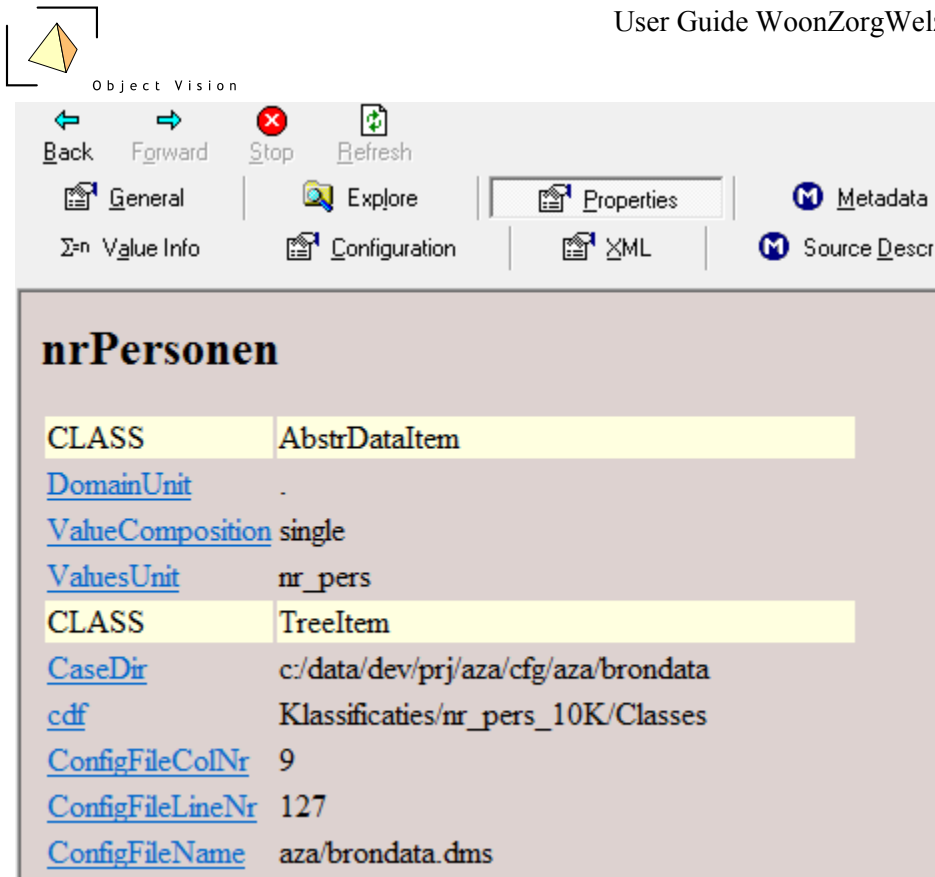 User Guide WoonZorgWel
Object Vision
Back Forward Stop Refresh
General Explore Properties Metadata
Σ=n Value Info Configuration XML Source Descr
nrPersonen
CLASS AbstrDataItem
DomainUnit .
ValueComposition single
ValuesUnit nr_pers
CLASS TreeItem
CaseDir c:/data/dev/prj/aza/cfg/aza/brondata
cdf Klassificaties/nr_pers_10K/Classes
ConfigFileColNr 9
ConfigFileLineNr 127
ConfigFileName aza/brondata.dms